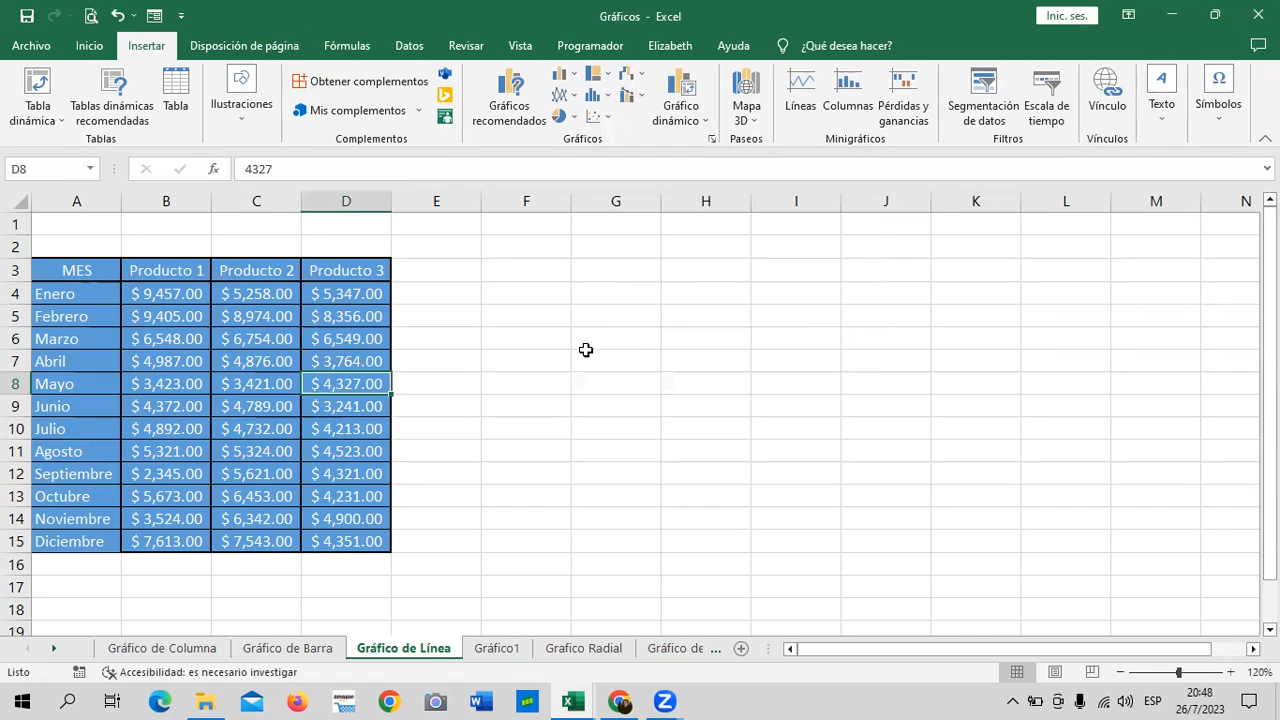 Gráficos - Excel
Inic. ses.
Archivo Inicio Insertar Disposición de página Fórmulas Datos Revisar Vista Programador Elizabeth Ayuda ¿Qué desea hacer?
Tabla dinámica
Tablas dinámicas recomendadas
Tabla
Ilustraciones
Obtener complementos
Mis complementos
Gráficos recomendados
Gráfico dinámico
Mapa 3D
Líneas
Columnas
Pérdidas y ganancias
Segmentación de datos
Escala de tiempo
Vínculo
Texto
Símbolos
Tablas Complementos Gráficos Paseos Minigráficos Filtros Vínculos
D8 fx 4327
A B C D E F G H I J K L M N
1
2
3 MES Producto 1 Producto 2 Producto 3
4 Enero $ 9,457.00 $ 5,258.00 $ 5,347.00
5 Febrero $ 9,405.00 $ 8,974.00 $ 8,356.00
6 Marzo $ 6,548.00 $ 6,754.00 $ 6,549.00
7 Abril $ 4,987.00 $ 4,876.00 $ 3,764.00
8 Mayo $ 3,423.00 $ 3,421.00 $ 4,327.00
9 Junio $ 4,372.00 $ 4,789.00 $ 3,241.00
10 Julio $ 4,892.00 $ 4,732.00 $ 4,213.00
11 Agosto $ 5,321.00 $ 5,324.00 $ 4,523.00
12 Septiembre $ 2,345.00 $ 5,621.00 $ 4,321.00
13 Octubre $ 5,673.00 $ 6,453.00 $ 4,231.00
14 Noviembre $ 3,524.00 $ 6,342.00 $ 4,900.00
15 Diciembre $ 7,613.00 $ 7,543.00 $ 4,351.00
16
17
18
19
Gráfico de Columna Gráfico de Barra Gráfico de Línea Gráfico1 Grafico Radial Gráfico de ...
Listo Accesibilidad: es necesario investigar 120%
ESP 20:48
26/7/2023